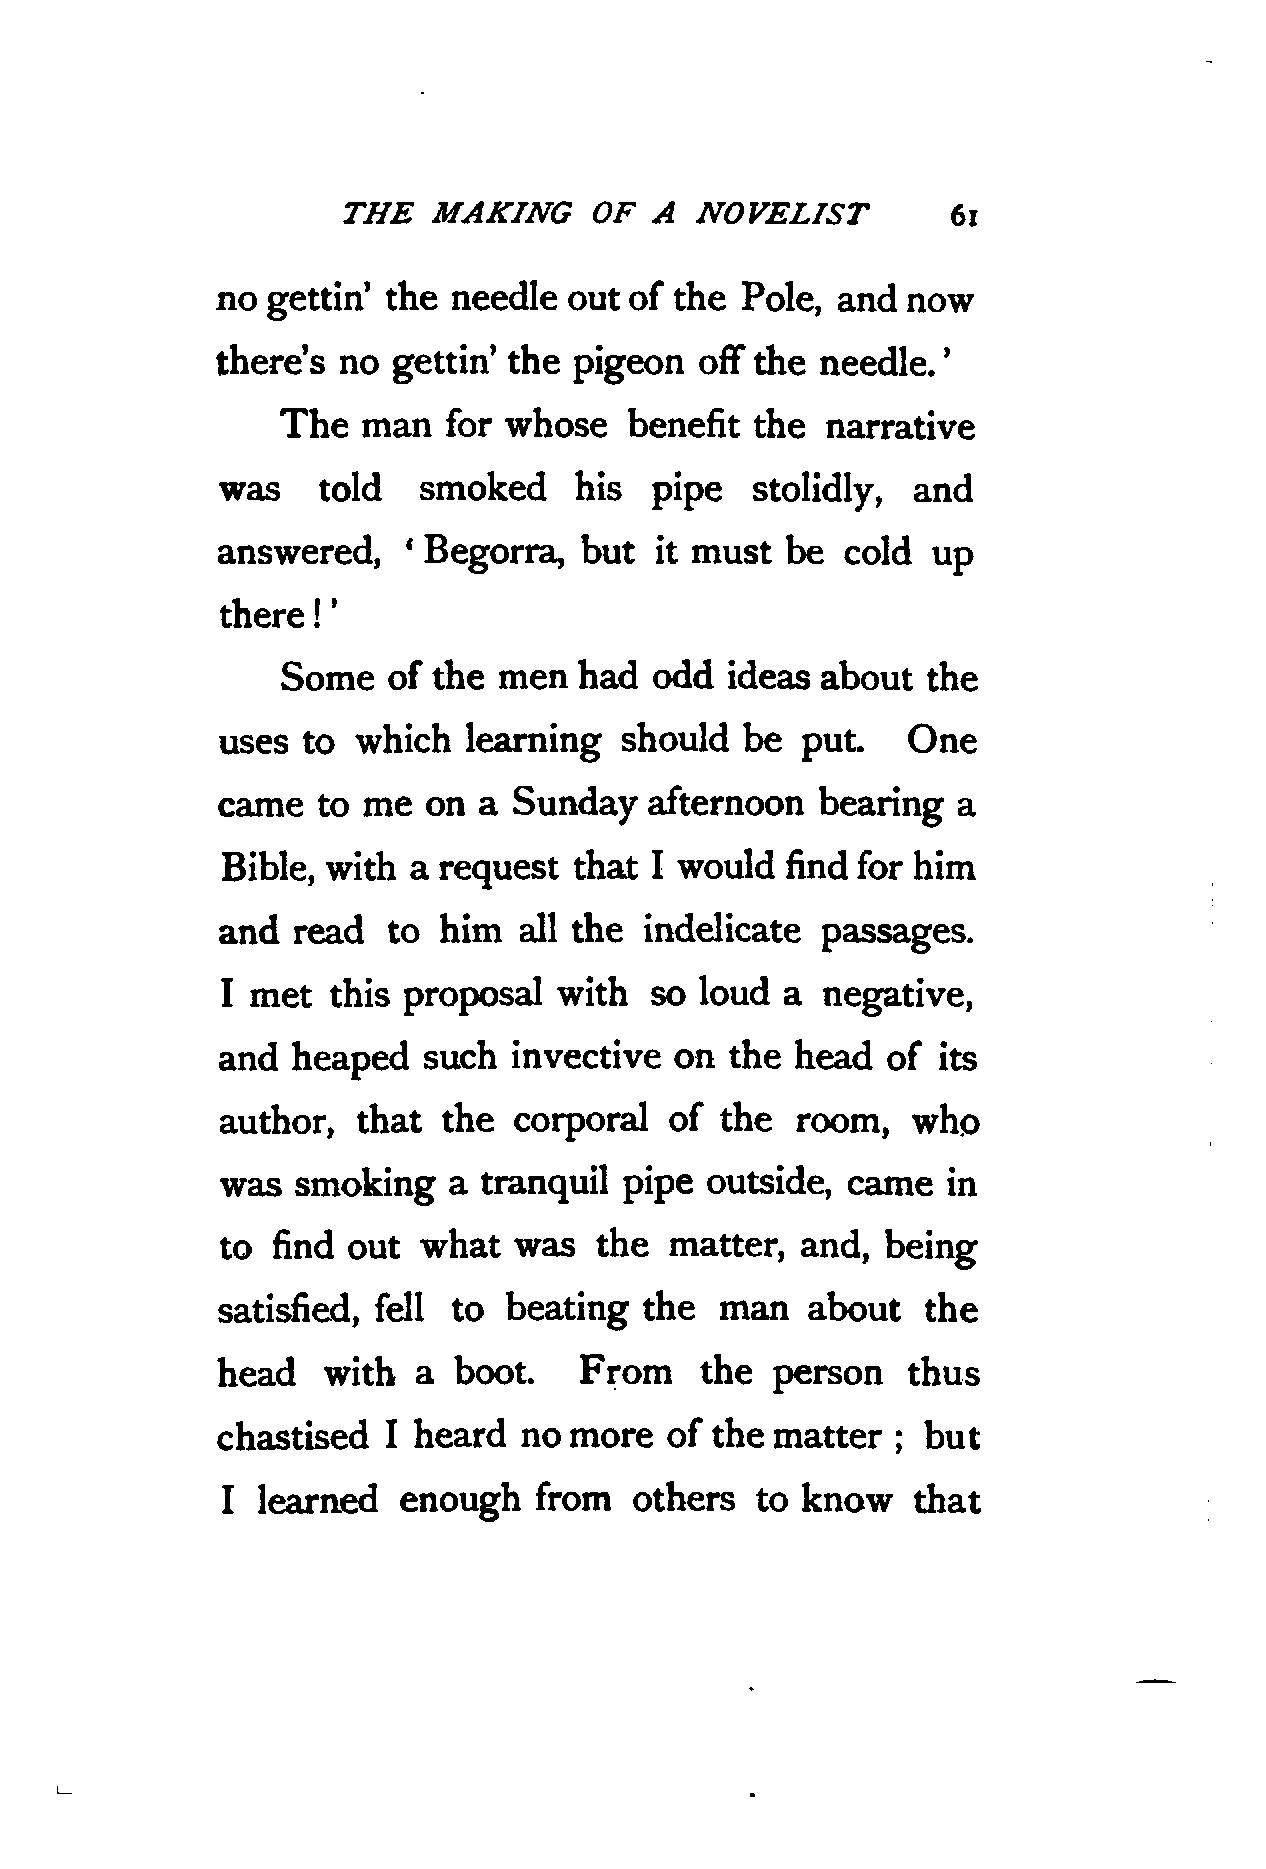 THE MAKING OF A NOVELIST 61
no gettin' the needle out of the Pole, and now
there's no gettin' the pigeon off the needle.'
The man for whose benefit the narrative
was told smoked his pipe stolidly, and
answered, ‘Begorra, but it must be cold up
there!’
Some of the men had odd ideas about the
uses to which learning should be put. One
came to me on a Sunday afternoon bearing a
Bible, with a request that I would find for him
and read to him all the indelicate passages.
I met this proposal with so loud a negative,
and heaped such invective on the head of its
author, that the corporal of the room, who
was smoking a tranquil pipe outside, came in
to find out what was the matter, and, being
satisfied, fell to beating the man about the
head with a boot. From the person thus
chastised I heard no more of the matter; but
I learned enough from others to know that